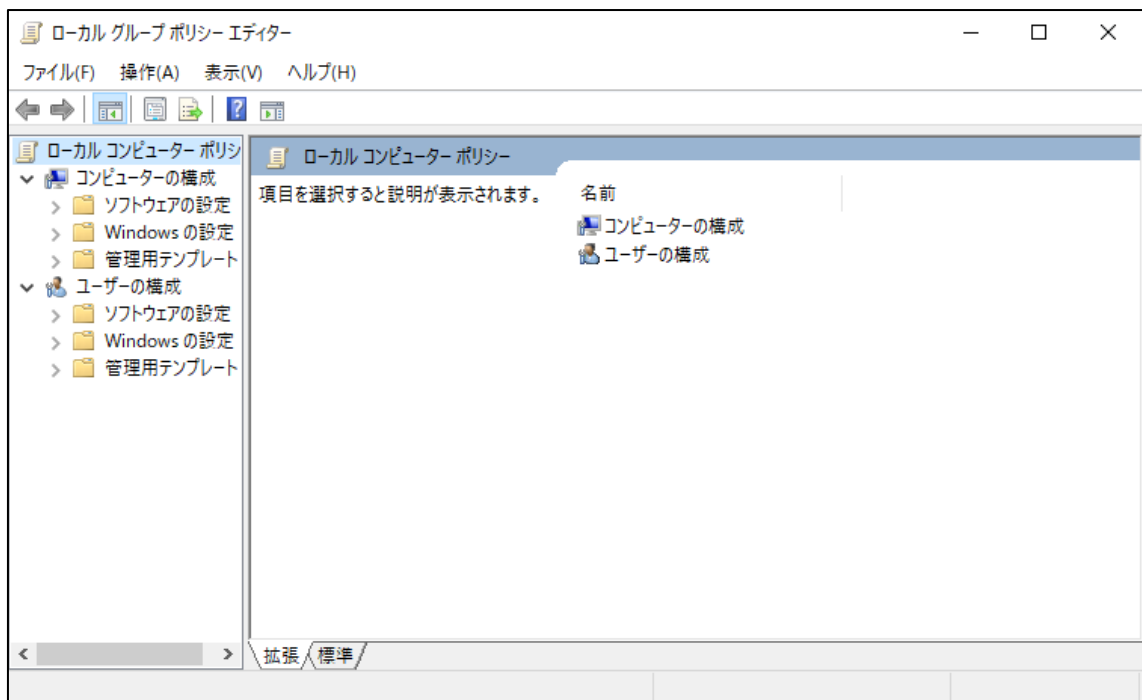 ローカル グループ ポリシー エディター
ファイル(F) 操作(A) 表示(V) ヘルプ(H)
ローカル コンピューター ポリシ
コンピューターの構成
ソフトウェアの設定
Windows の設定
管理用テンプレート
ユーザーの構成
ソフトウェアの設定
Windows の設定
管理用テンプレート
ローカル コンピューター ポリシー
項目を選択すると説明が表示されます。
名前
コンピューターの構成
ユーザーの構成
拡張 標準